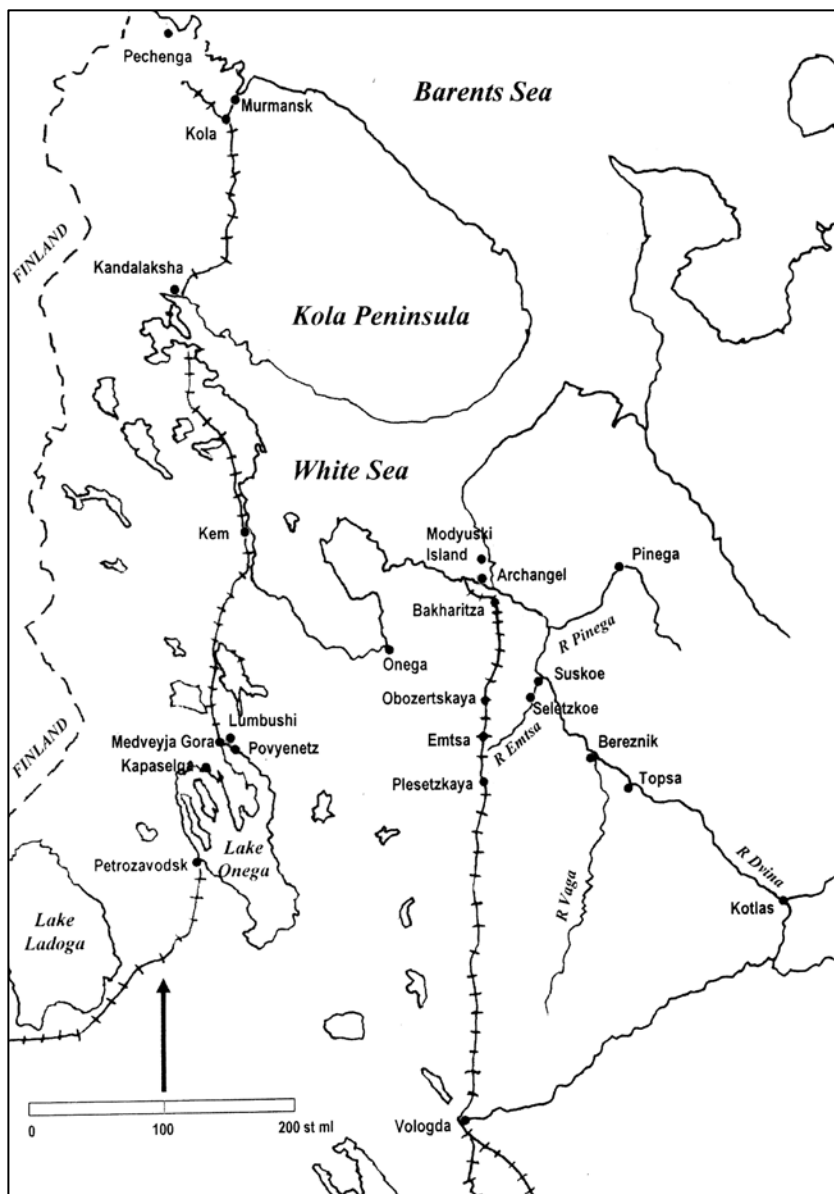 Pechenga
Barents Sea
Murmansk
Kola
FINLAND
Kandalaksha
Kola Peninsula
White Sea
Kem
Modyuski
Island
Archangel
Pinega
Bakharitza
R Pinega
Onega
Suskoe
Obozertskaya
Seletzkoe
Lumbushi
Medveyja Gora
Povyenetz
Emtsa
R Emtsa
Bereznik
FINLAND
Kapaselga
Plesetzkaya
Topsa
Petrozavodsk
Lake
Onega
R Vaga
R Dvina
Kotlas
Lake
Ladoga
0
100
200 st ml
Vologda